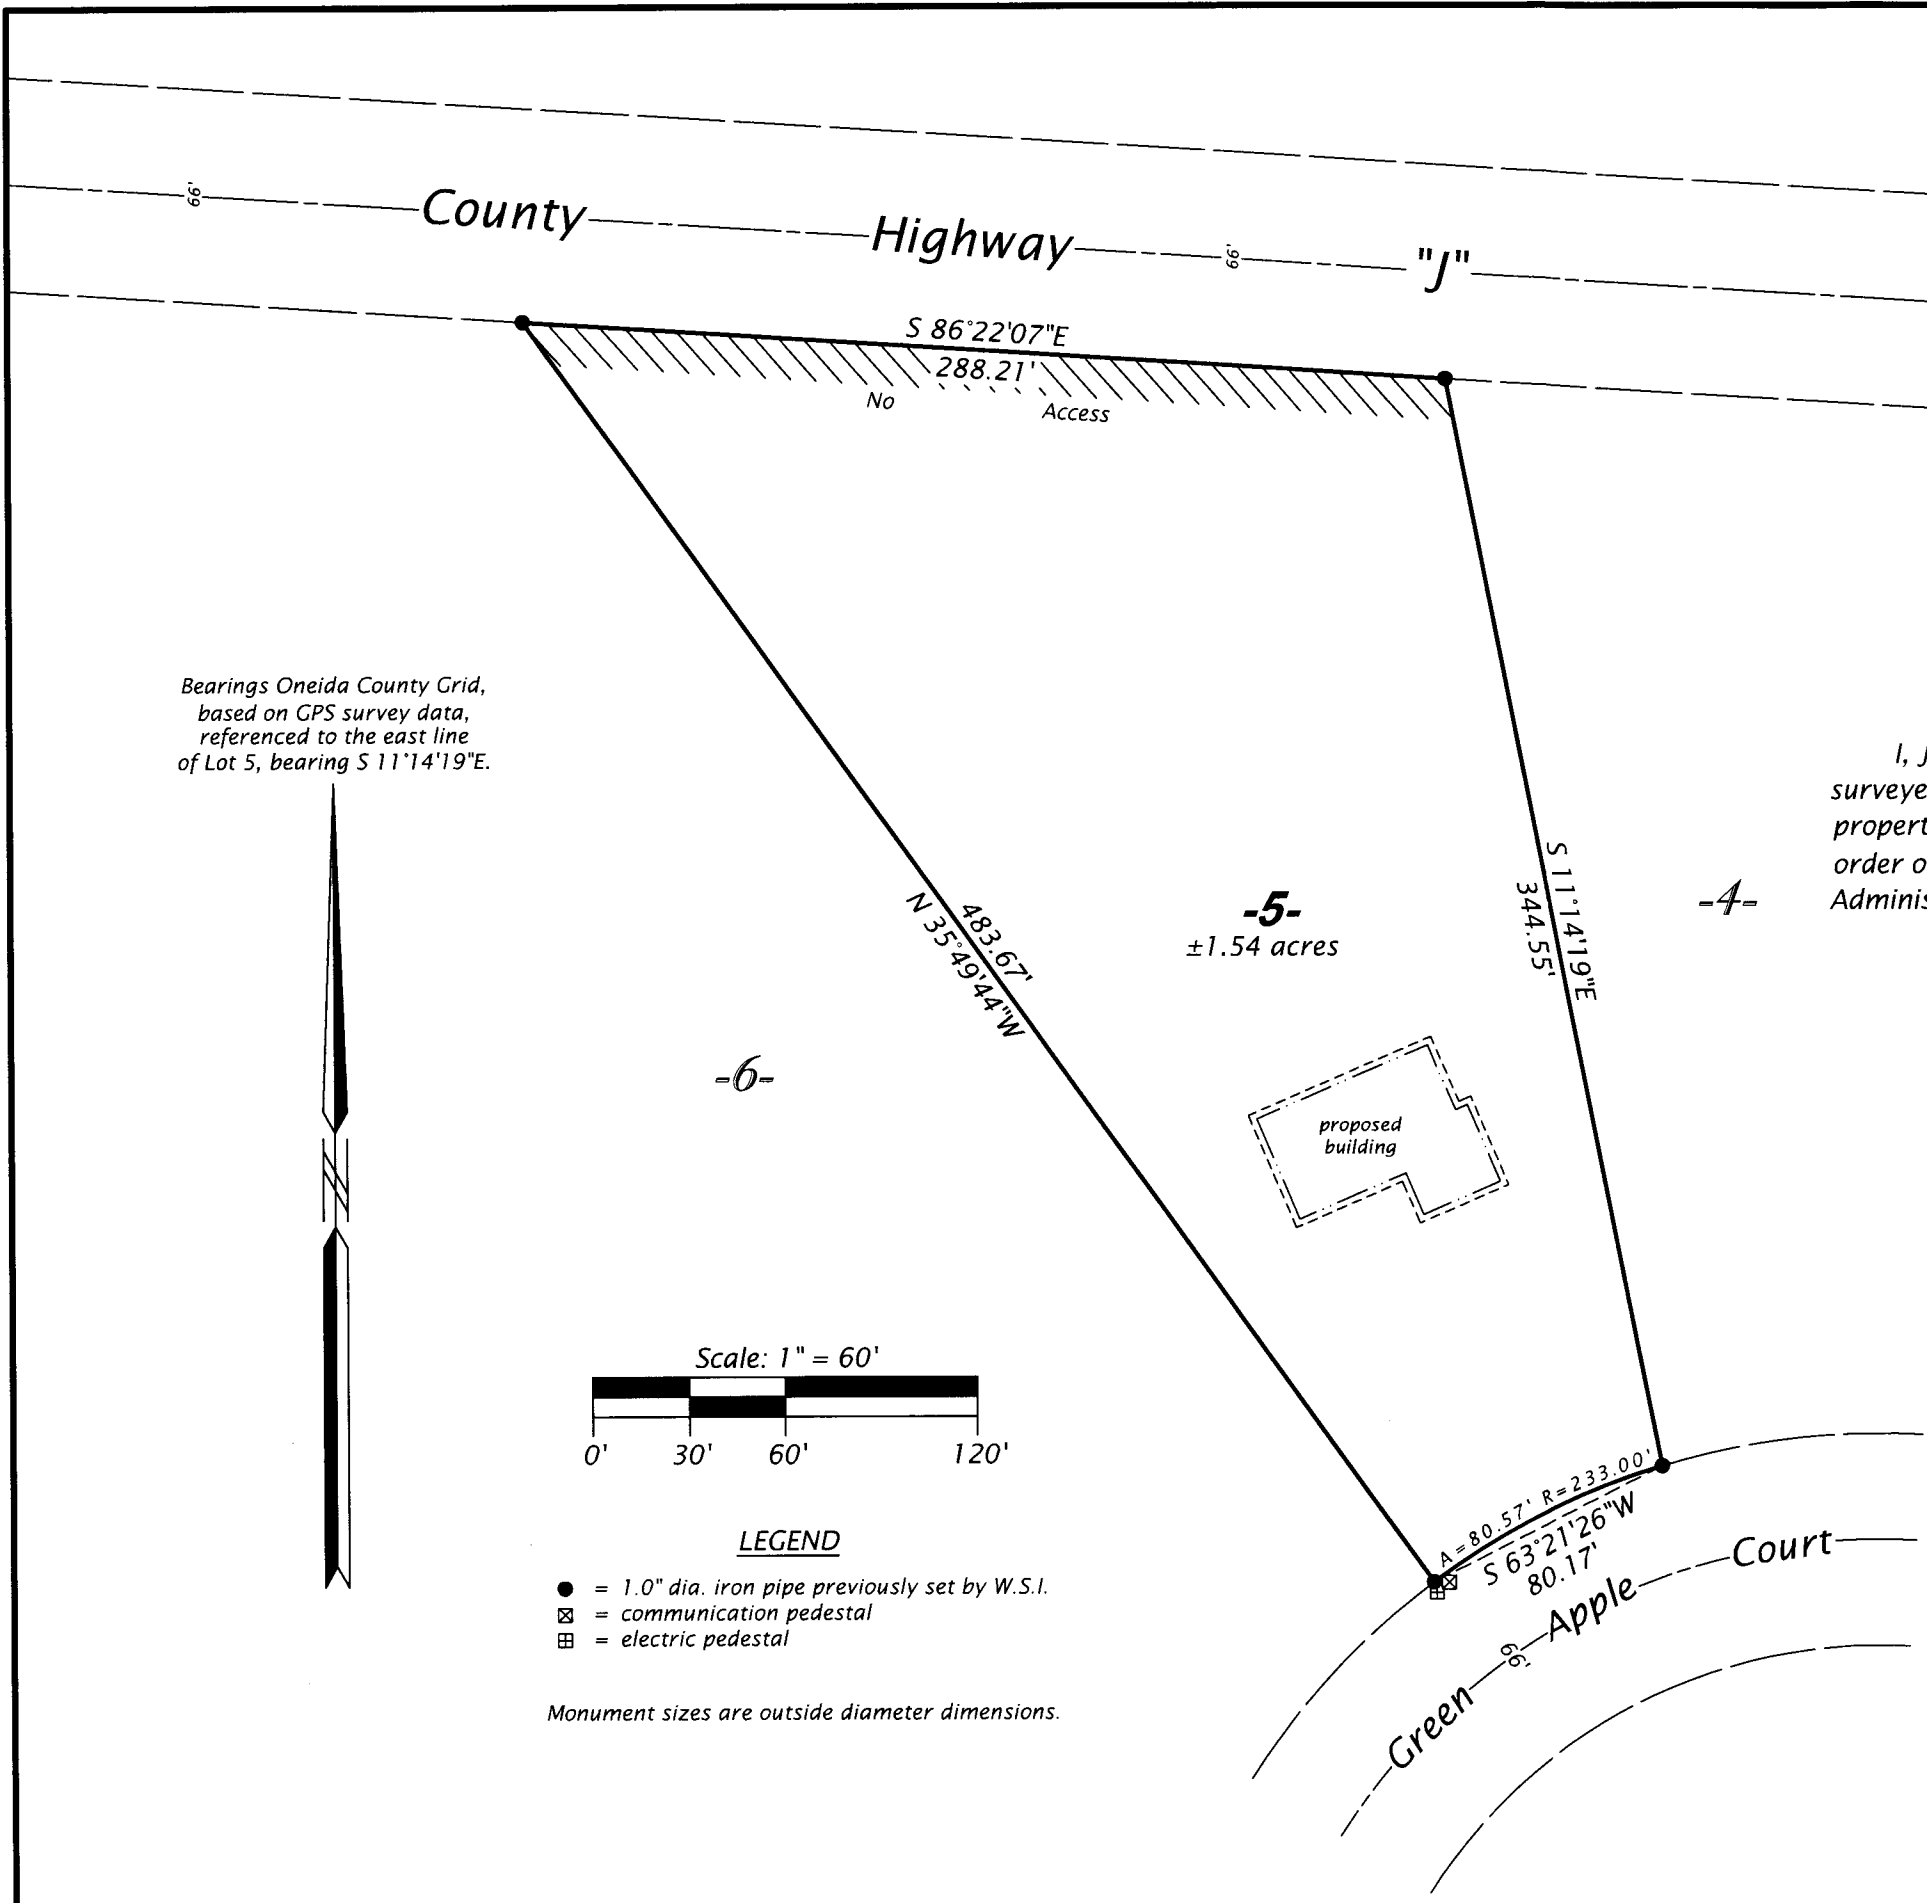 County Highway "J"
66'
66'
S 86°22'07"E
288.21'
No Access
Bearings Oneida County Grid,
based on GPS survey data,
referenced to the east line
of Lot 5, bearing S 11°14'19"E.
I, J
surveye
propert
order o
Adminis
-5-
±1.54 acres
-4-
S 11°14'19"E
344.55'
483.67'
N 35°49'44"W
-6-
proposed
building
Scale: 1" = 60'
0' 30' 60' 120'
A=80.57' R=233.00'
S 63°21'26"W
80.17'
Green Apple Court
66'
LEGEND
= 1.0" dia. iron pipe previously set by W.S.I.
= communication pedestal
= electric pedestal
Monument sizes are outside diameter dimensions.